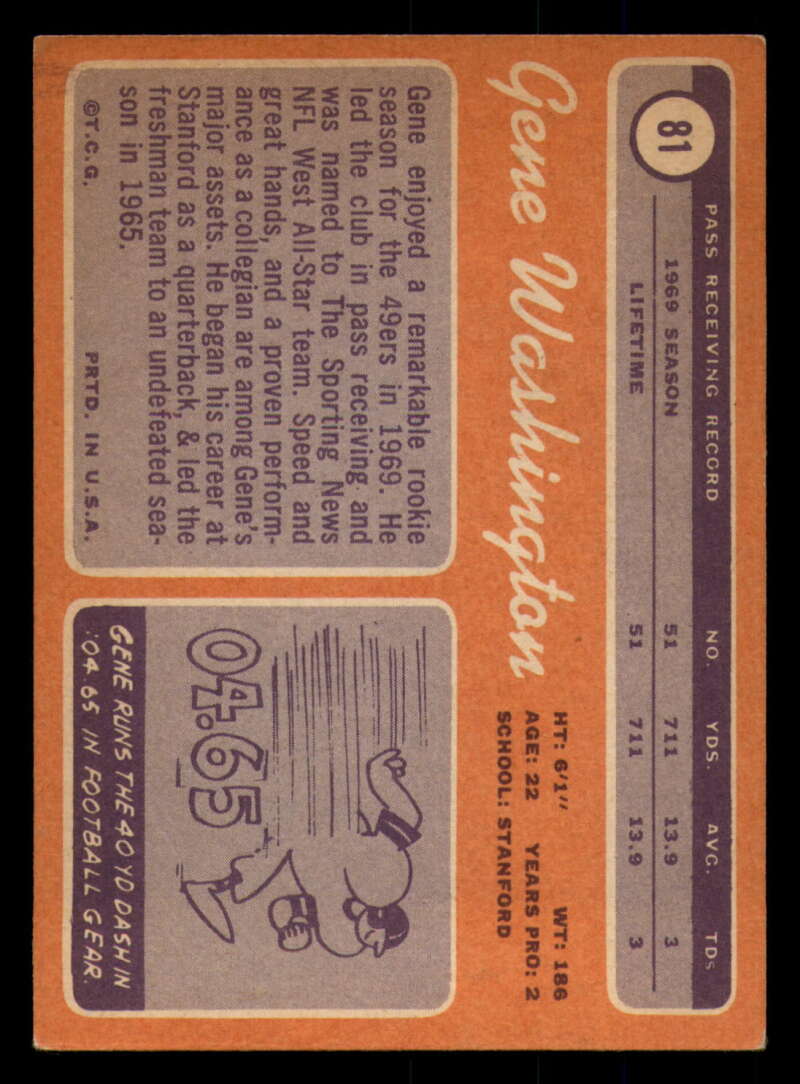 81
PASS RECEIVING RECORD NO. YDS. AVG. TDs
1969 SEASON 51 711 13.9 3
LIFETIME 51 711 13.9 3
Gene Washington
HT: 6'1" WT: 186
AGE: 22 YEARS PRO: 2
SCHOOL: STANFORD
Gene enjoyed a remarkable rookie
season for the 49ers in 1969. He
led the club in pass receiving and
was named to The Sporting News
NFL West All-Star team. Speed and
great hands, and a proven perform-
ance as a collegian are among Gene's
major assets. He began his career at
Stanford as a quarterback, & led the
freshman team to an undefeated sea-
son in 1965.
©T.C.G. PRTD. IN U.S.A.
04.65
GENE RUNS THE 40 YD DASH IN
:04.65 IN FOOTBALL GEAR.